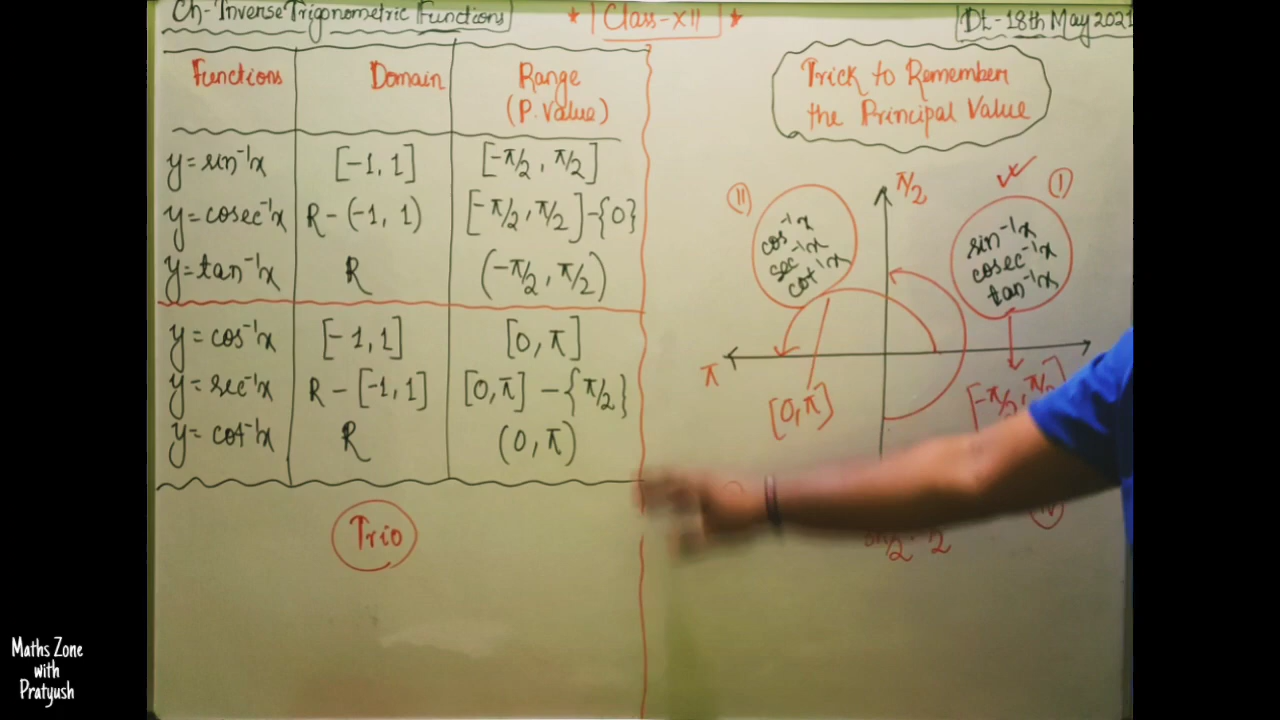 Ch-Inverse Trigonometric Functions
★ Class-XII ★
Dt-18th May 2021
Functions Domain Range
(P. Value)
y=sin⁻¹x [-1, 1] [-π/2, π/2]
y=cosec⁻¹x R-(-1, 1) [-π/2, π/2]-{0}
y=tan⁻¹x R (-π/2, π/2)
y=cos⁻¹x [-1, 1] [0, π]
y=sec⁻¹x R-[-1, 1] [0, π]-{π/2}
y=cot⁻¹x R (0, π)
Trio
Trick to Remember
the Principal Value
π/2
II
cos⁻¹x
sec⁻¹x
cot⁻¹x
I
sin⁻¹x
cosec⁻¹x
tan⁻¹x
π
[0, π]
[-π/2, π/2]
IV
Maths Zone
with
Pratyush